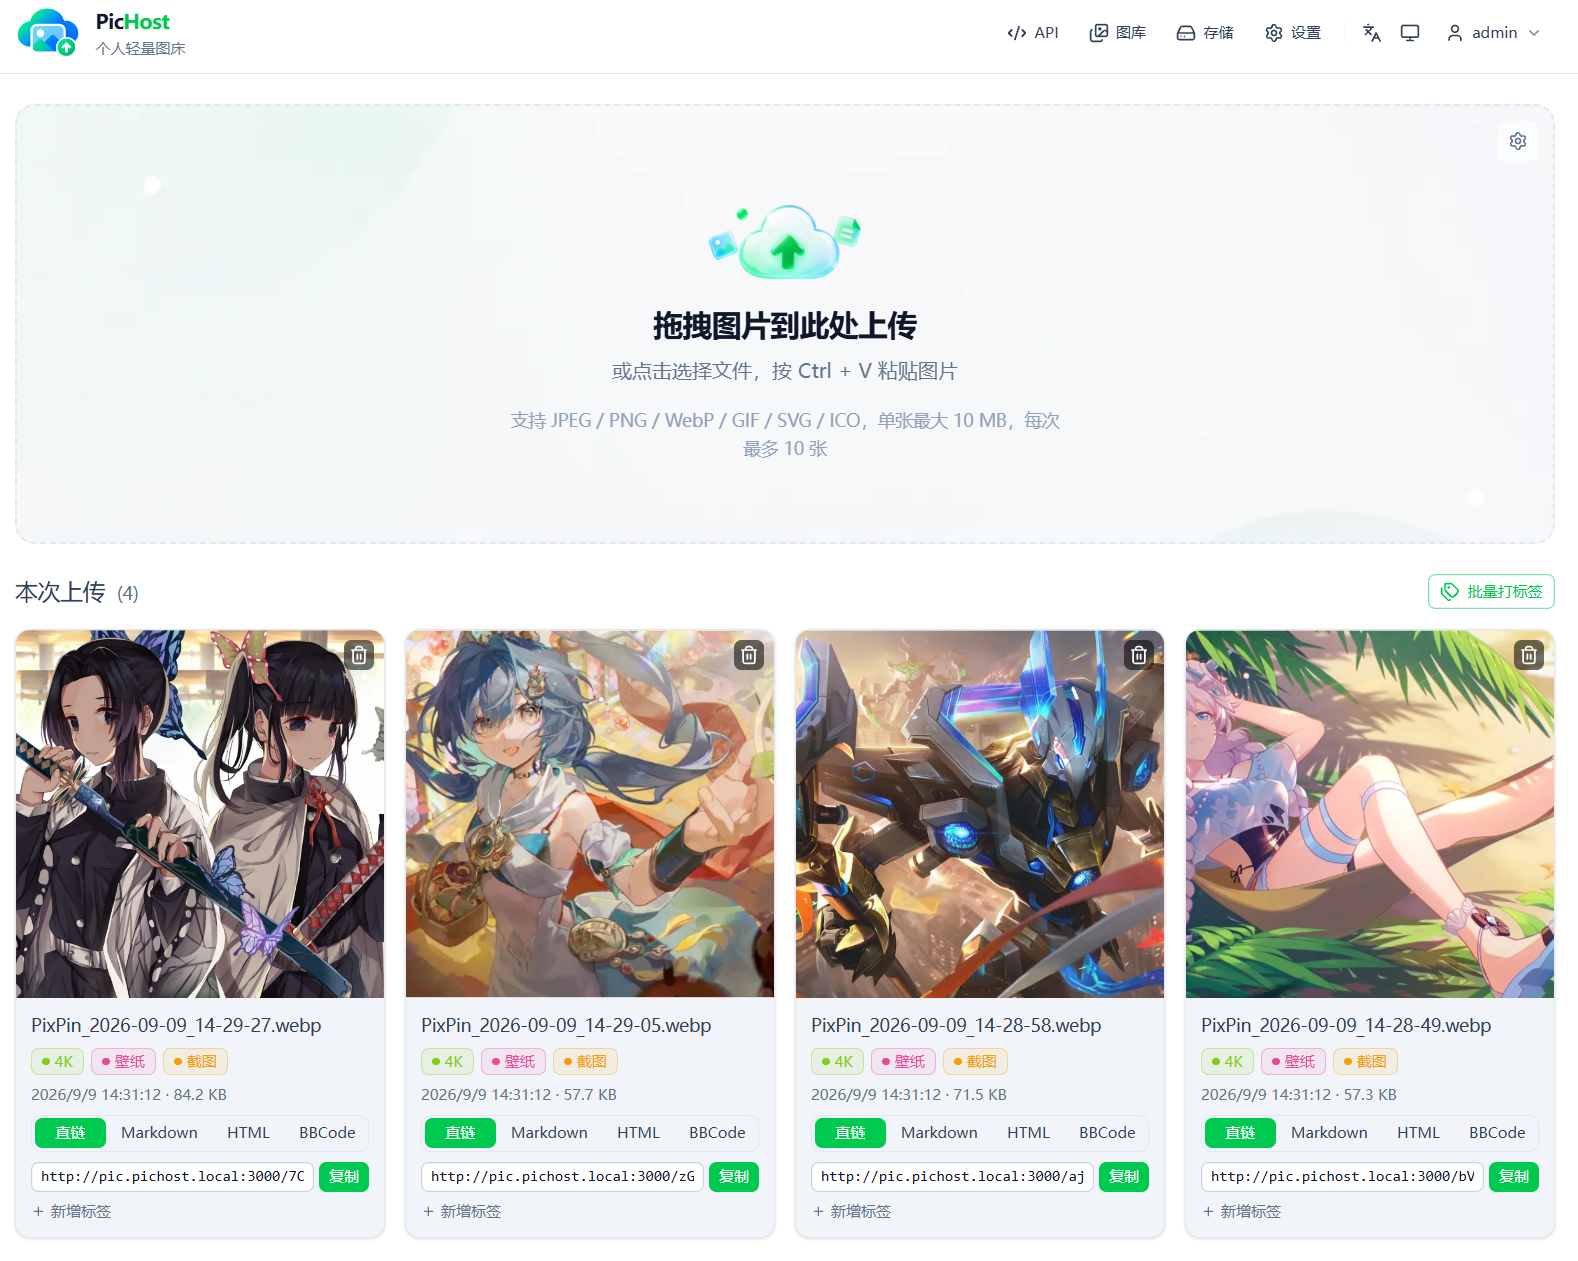 PicHost
个人轻量图床
API
图库
存储
设置
admin
拖拽图片到此处上传
或点击选择文件，按 Ctrl + V 粘贴图片
支持 JPEG / PNG / WebP / GIF / SVG / ICO，单张最大 10 MB，每次
最多 10 张
本次上传 (4)
批量打标签
PixPin_2026-09-09_14-29-27.webp
4K
壁纸
截图
2026/9/9 14:31:12 · 84.2 KB
直链
Markdown
HTML
BBCode
http://pic.pichost.local:3000/7C
复制
+ 新增标签
PixPin_2026-09-09_14-29-05.webp
4K
壁纸
截图
2026/9/9 14:31:12 · 57.7 KB
直链
Markdown
HTML
BBCode
http://pic.pichost.local:3000/zG
复制
+ 新增标签
PixPin_2026-09-09_14-28-58.webp
4K
壁纸
截图
2026/9/9 14:31:12 · 71.5 KB
直链
Markdown
HTML
BBCode
http://pic.pichost.local:3000/aj
复制
+ 新增标签
PixPin_2026-09-09_14-28-49.webp
4K
壁纸
截图
2026/9/9 14:31:12 · 57.3 KB
直链
Markdown
HTML
BBCode
http://pic.pichost.local:3000/bV
复制
+ 新增标签